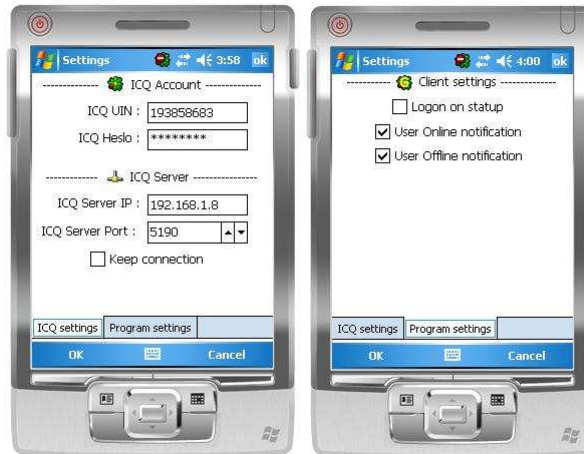 Settings 3:58 ok
---------- ICQ Account ----------
ICQ UIN : 193858683
ICQ Heslo : ********
---------- ICQ Server ----------
ICQ Server IP : 192.168.1.8
ICQ Server Port : 5190
Keep connection
ICQ settings Program settings
OK Cancel
Settings 4:00 ok
---------- Client settings ----------
Logon on statup
User Online notification
User Offline notification
ICQ settings Program settings
OK Cancel